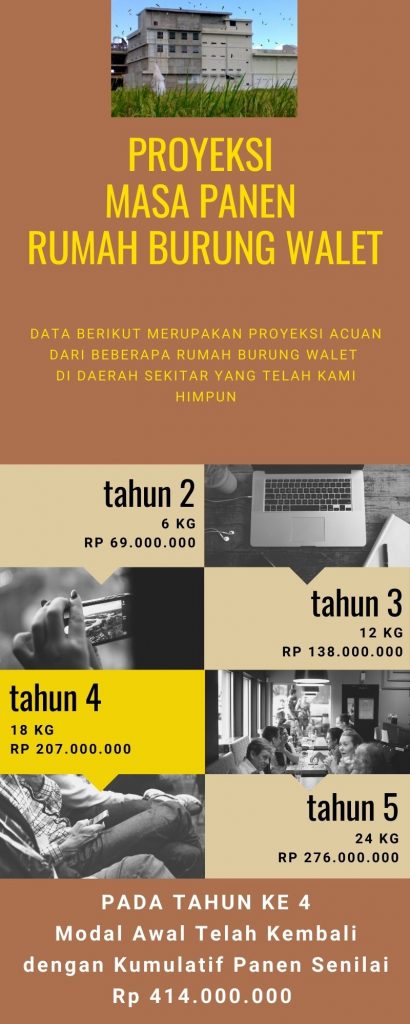 PROYEKSI
MASA PANEN
RUMAH BURUNG WALET
DATA BERIKUT MERUPAKAN PROYEKSI ACUAN
DARI BEBERAPA RUMAH BURUNG WALET
DI DAERAH SEKITAR YANG TELAH KAMI
HIMPUN
tahun 2
6 KG
RP 69.000.000
tahun 3
12 KG
RP 138.000.000
tahun 4
18 KG
RP 207.000.000
tahun 5
24 KG
RP 276.000.000
PADA TAHUN KE 4
Modal Awal Telah Kembali
dengan Kumulatif Panen Senilai
Rp 414.000.000